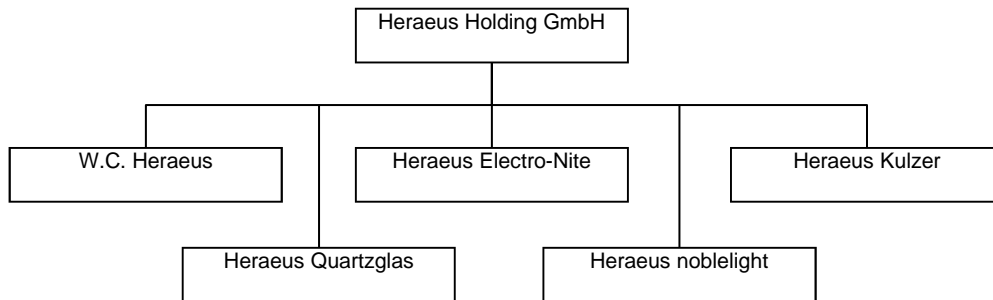 Heraeus Holding GmbH
W.C. Heraeus
Heraeus Electro-Nite
Heraeus Kulzer
Heraeus Quartzglas
Heraeus noblelight